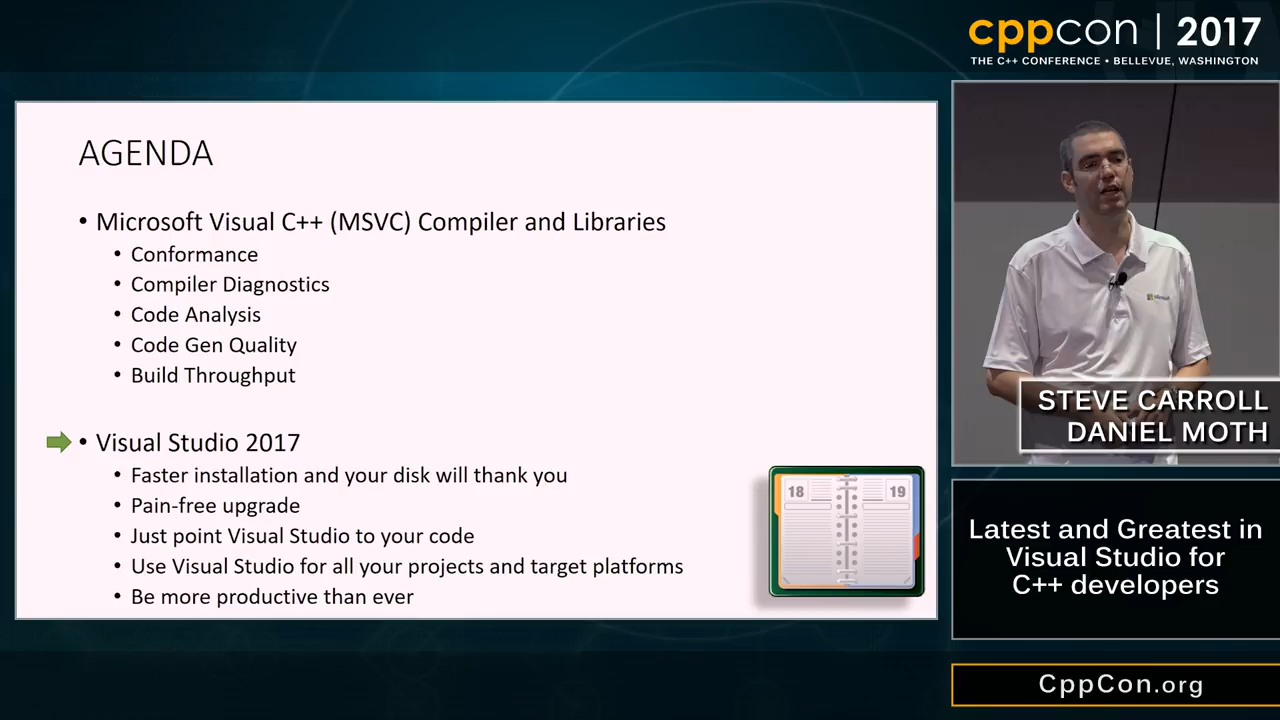 cppcon | 2017
THE C++ CONFERENCE • BELLEVUE, WASHINGTON
AGENDA
• Microsoft Visual C++ (MSVC) Compiler and Libraries
• Conformance
• Compiler Diagnostics
• Code Analysis
• Code Gen Quality
• Build Throughput
• Visual Studio 2017
• Faster installation and your disk will thank you
• Pain-free upgrade
• Just point Visual Studio to your code
• Use Visual Studio for all your projects and target platforms
• Be more productive than ever
18
19
Microsoft
STEVE CARROLL
DANIEL MOTH
Latest and Greatest in
Visual Studio for
C++ developers
CppCon.org